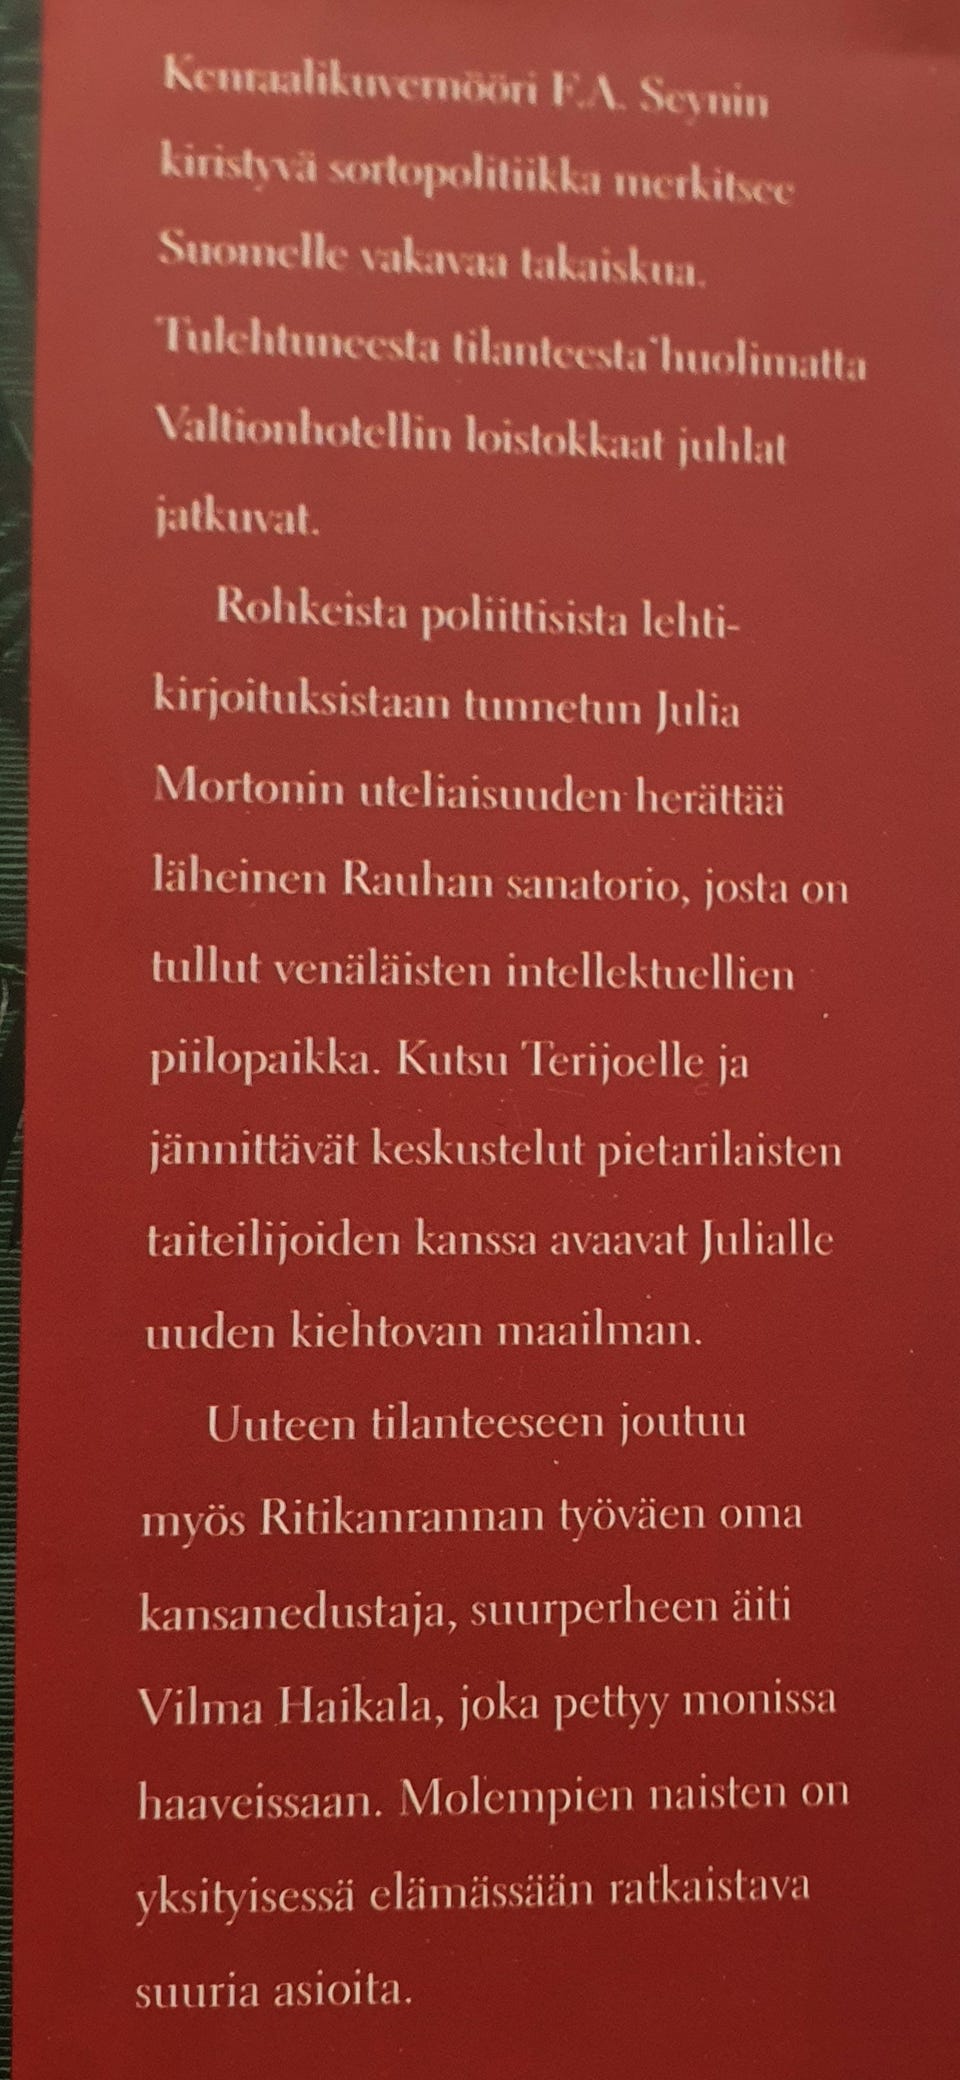 Kenraalikuvernööri F.A. Seynin
kiristyvä sortopolitiikka merkitsee
Suomelle vakavaa takaiskua.
Tulehtuneesta tilanteesta huolimatta
Valtionhotellin loistokkaat juhlat
jatkuvat.
Rohkeista poliittisista lehti-
kirjoituksistaan tunnetun Julia
Mortonin uteliaisuuden herättää
läheinen Rauhan sanatorio, josta on
tullut venäläisten intellektuellien
piilopaikka. Kutsu Terijoelle ja
jännittävät keskustelut pietarilaisten
taiteilijoiden kanssa avaavat Julialle
uuden kiehtovan maailman.
Uuteen tilanteeseen joutuu
myös Ritikanrannan työväen oma
kansanedustaja, suurperheen äiti
Vilma Haikala, joka pettyy monissa
haaveissaan. Molempien naisten on
yksityisessä elämässään ratkaistava
suuria asioita.